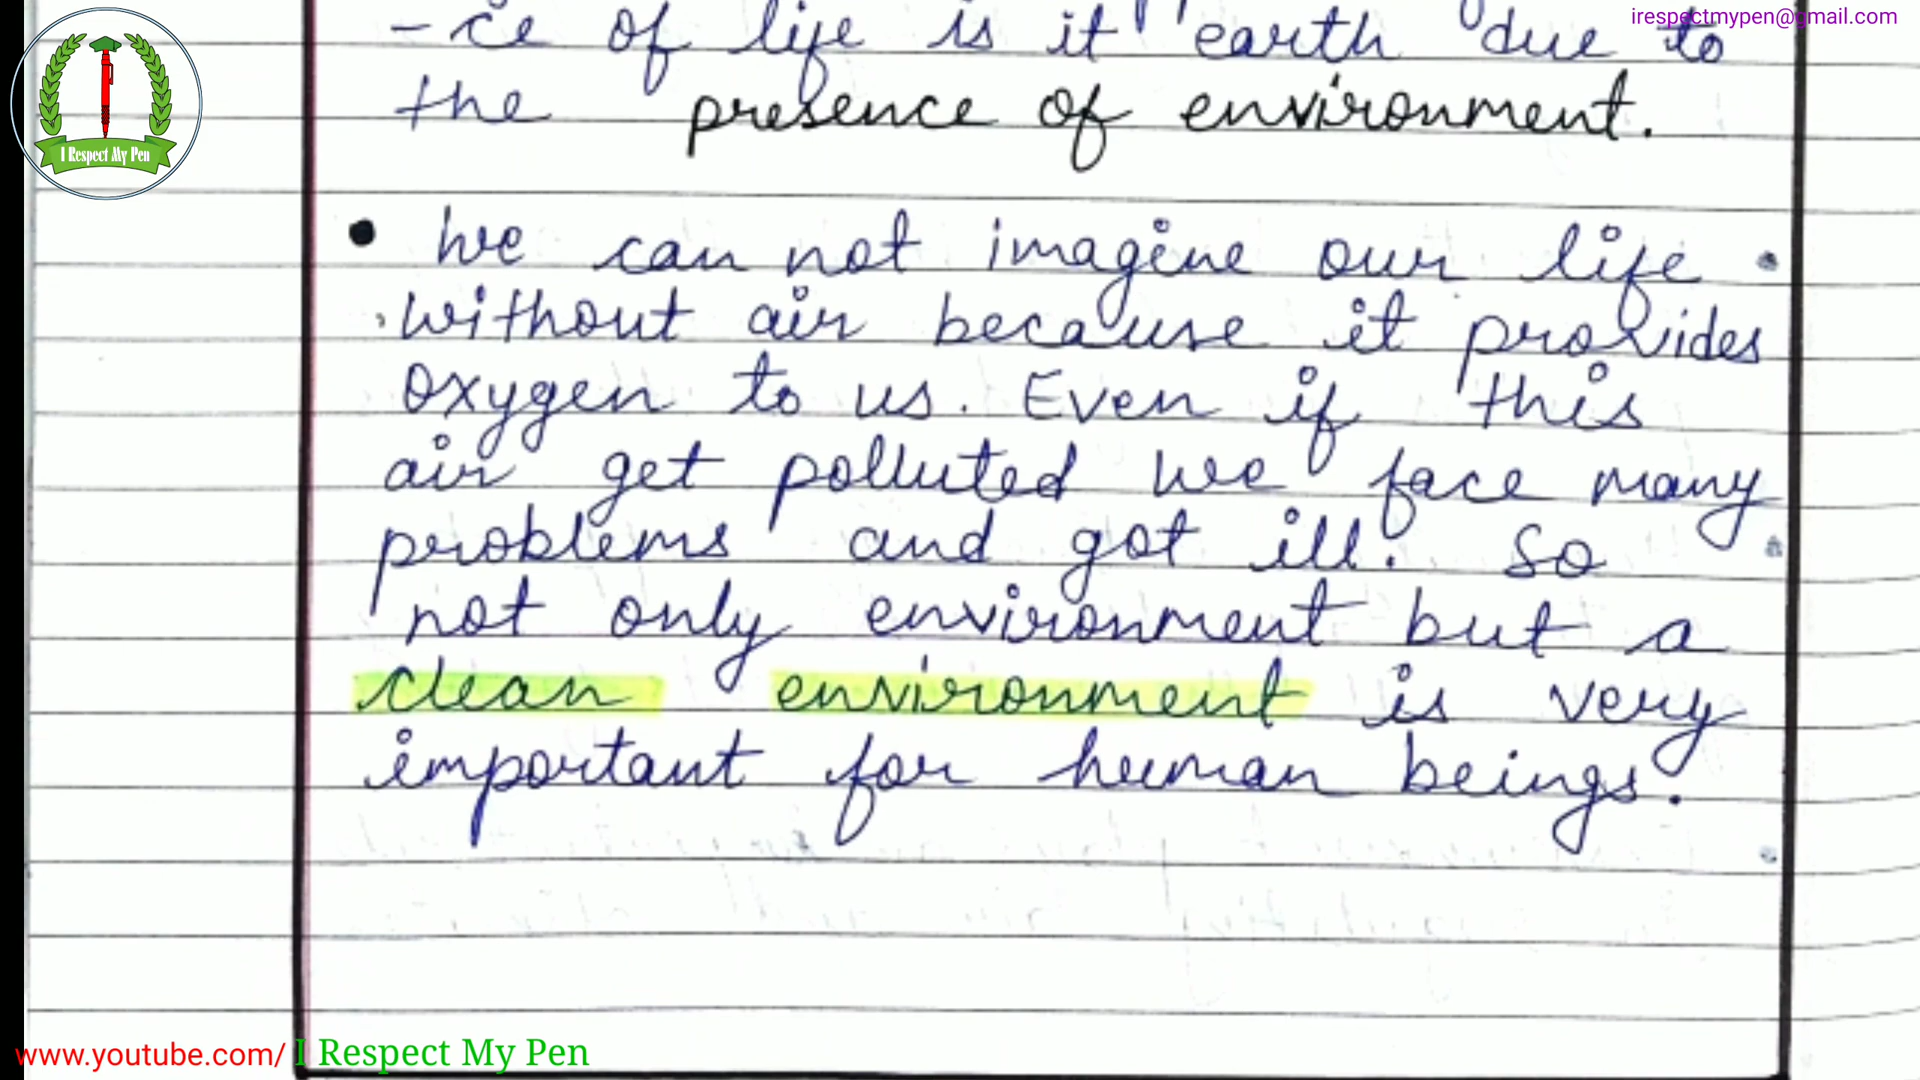 irespectmypen@gmail.com
-ce of life is it earth due to
the presence of environment.
I Respect My Pen
• We can not imagine our life
without air because it provides
oxygen to us. Even if this
air get polluted we face many
problems and got ill. So
not only environment but a
clean environment is very
important for human beings.
www.youtube.com/ I Respect My Pen